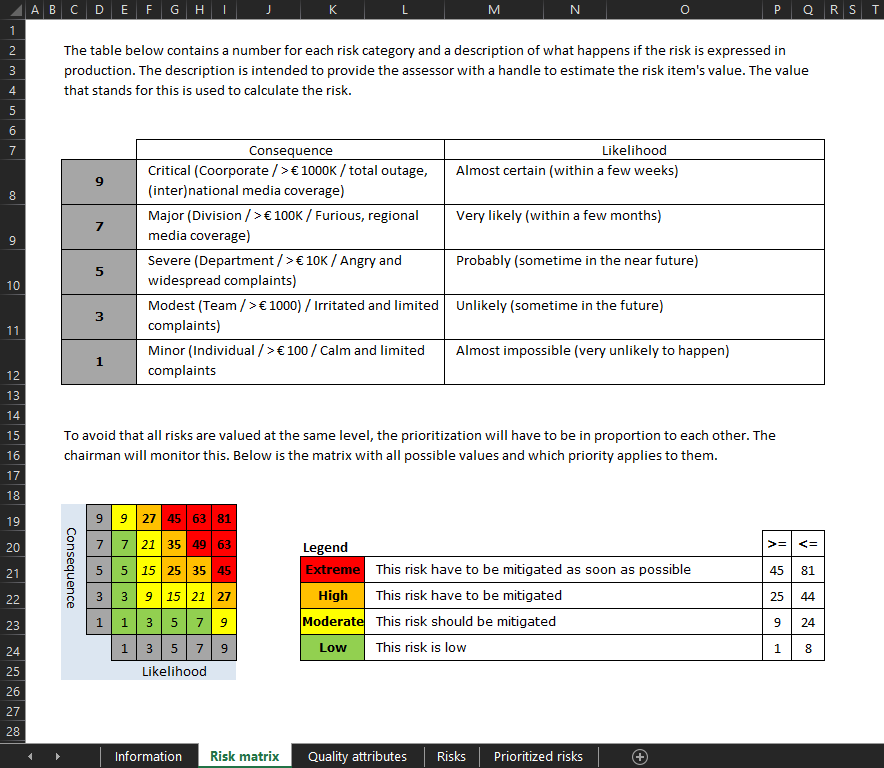 A B C D E F G H I J K L M N O P Q R S T
1
2 The table below contains a number for each risk category and a description of what happens if the risk is expressed in
3 production. The description is intended to provide the assessor with a handle to estimate the risk item's value. The value
4 that stands for this is used to calculate the risk.
5
6
7 Consequence Likelihood
9 Critical (Coorporate / > € 1000K / total outage, Almost certain (within a few weeks)
8 (inter)national media coverage)
7 Major (Division / > € 100K / Furious, regional Very likely (within a few months)
9 media coverage)
5 Severe (Department / > € 10K / Angry and Probably (sometime in the near future)
10 widespread complaints)
3 Modest (Team / > € 1000) / Irritated and limited Unlikely (sometime in the future)
11 complaints)
1 Minor (Individual / > € 100 / Calm and limited Almost impossible (very unlikely to happen)
12 complaints
13
14
15 To avoid that all risks are valued at the same level, the prioritization will have to be in proportion to each other. The
16 chairman will monitor this. Below is the matrix with all possible values and which priority applies to them.
17
18
19 9 9 27 45 63 81
Consequence
20 7 7 21 35 49 63 Legend >= <=
21 5 5 15 25 35 45 Extreme This risk have to be mitigated as soon as possible 45 81
22 3 3 9 15 21 27 High This risk have to be mitigated 25 44
23 1 1 3 5 7 9 Moderate This risk should be mitigated 9 24
24 1 3 5 7 9 Low This risk is low 1 8
25 Likelihood
26
27
28
Information Risk matrix Quality attributes Risks Prioritized risks